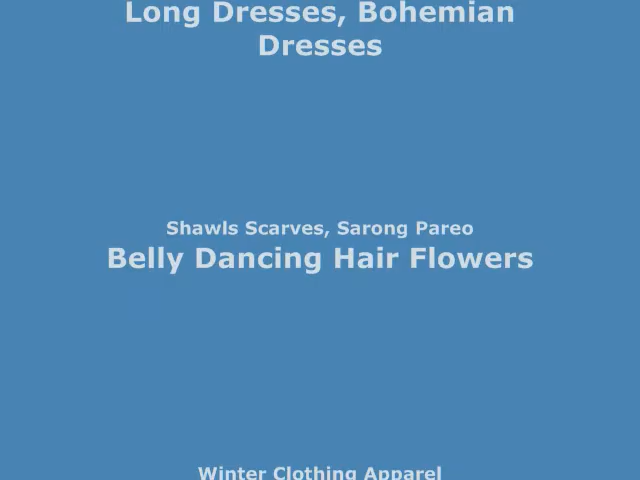 Long Dresses, Bohemian
Dresses
Shawls Scarves, Sarong Pareo
Belly Dancing Hair Flowers
Winter Clothing Apparel